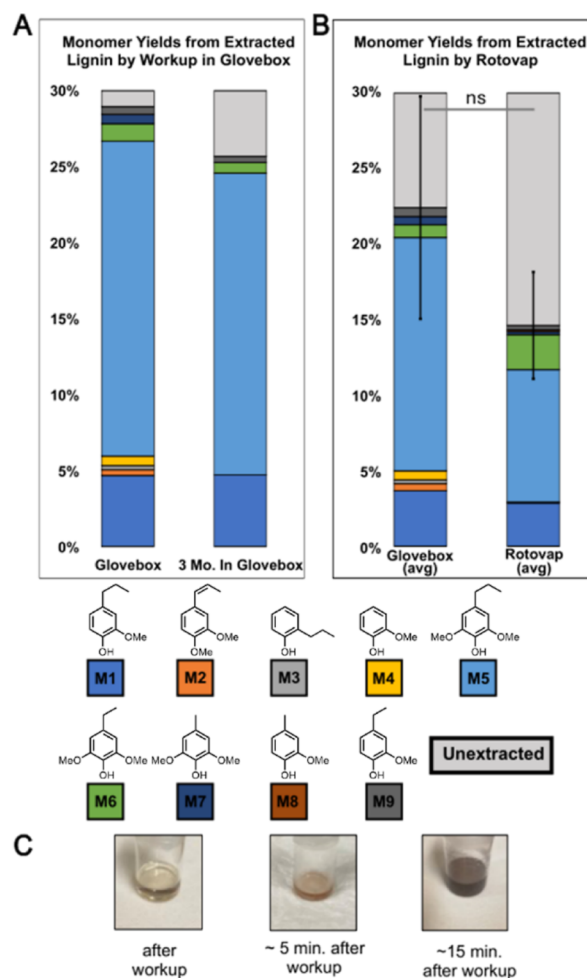 A
Monomer Yields from Extracted
Lignin by Workup in Glovebox
30%
25%
20%
15%
10%
5%
0%
Glovebox
3 Mo. In Glovebox
B
Monomer Yields from Extracted
Lignin by Rotovap
30%
ns
25%
20%
15%
10%
5%
0%
Glovebox
(avg)
Rotovap
(avg)
OMe
OH
M1
OMe
OMe
M2
OH
M3
OMe
OH
M4
MeO
OMe
OH
M5
MeO
OMe
OH
M6
MeO
OMe
OH
M7
OMe
OH
M8
OMe
OH
M9
Unextracted
C
after
workup
~ 5 min. after
workup
~15 min.
after workup